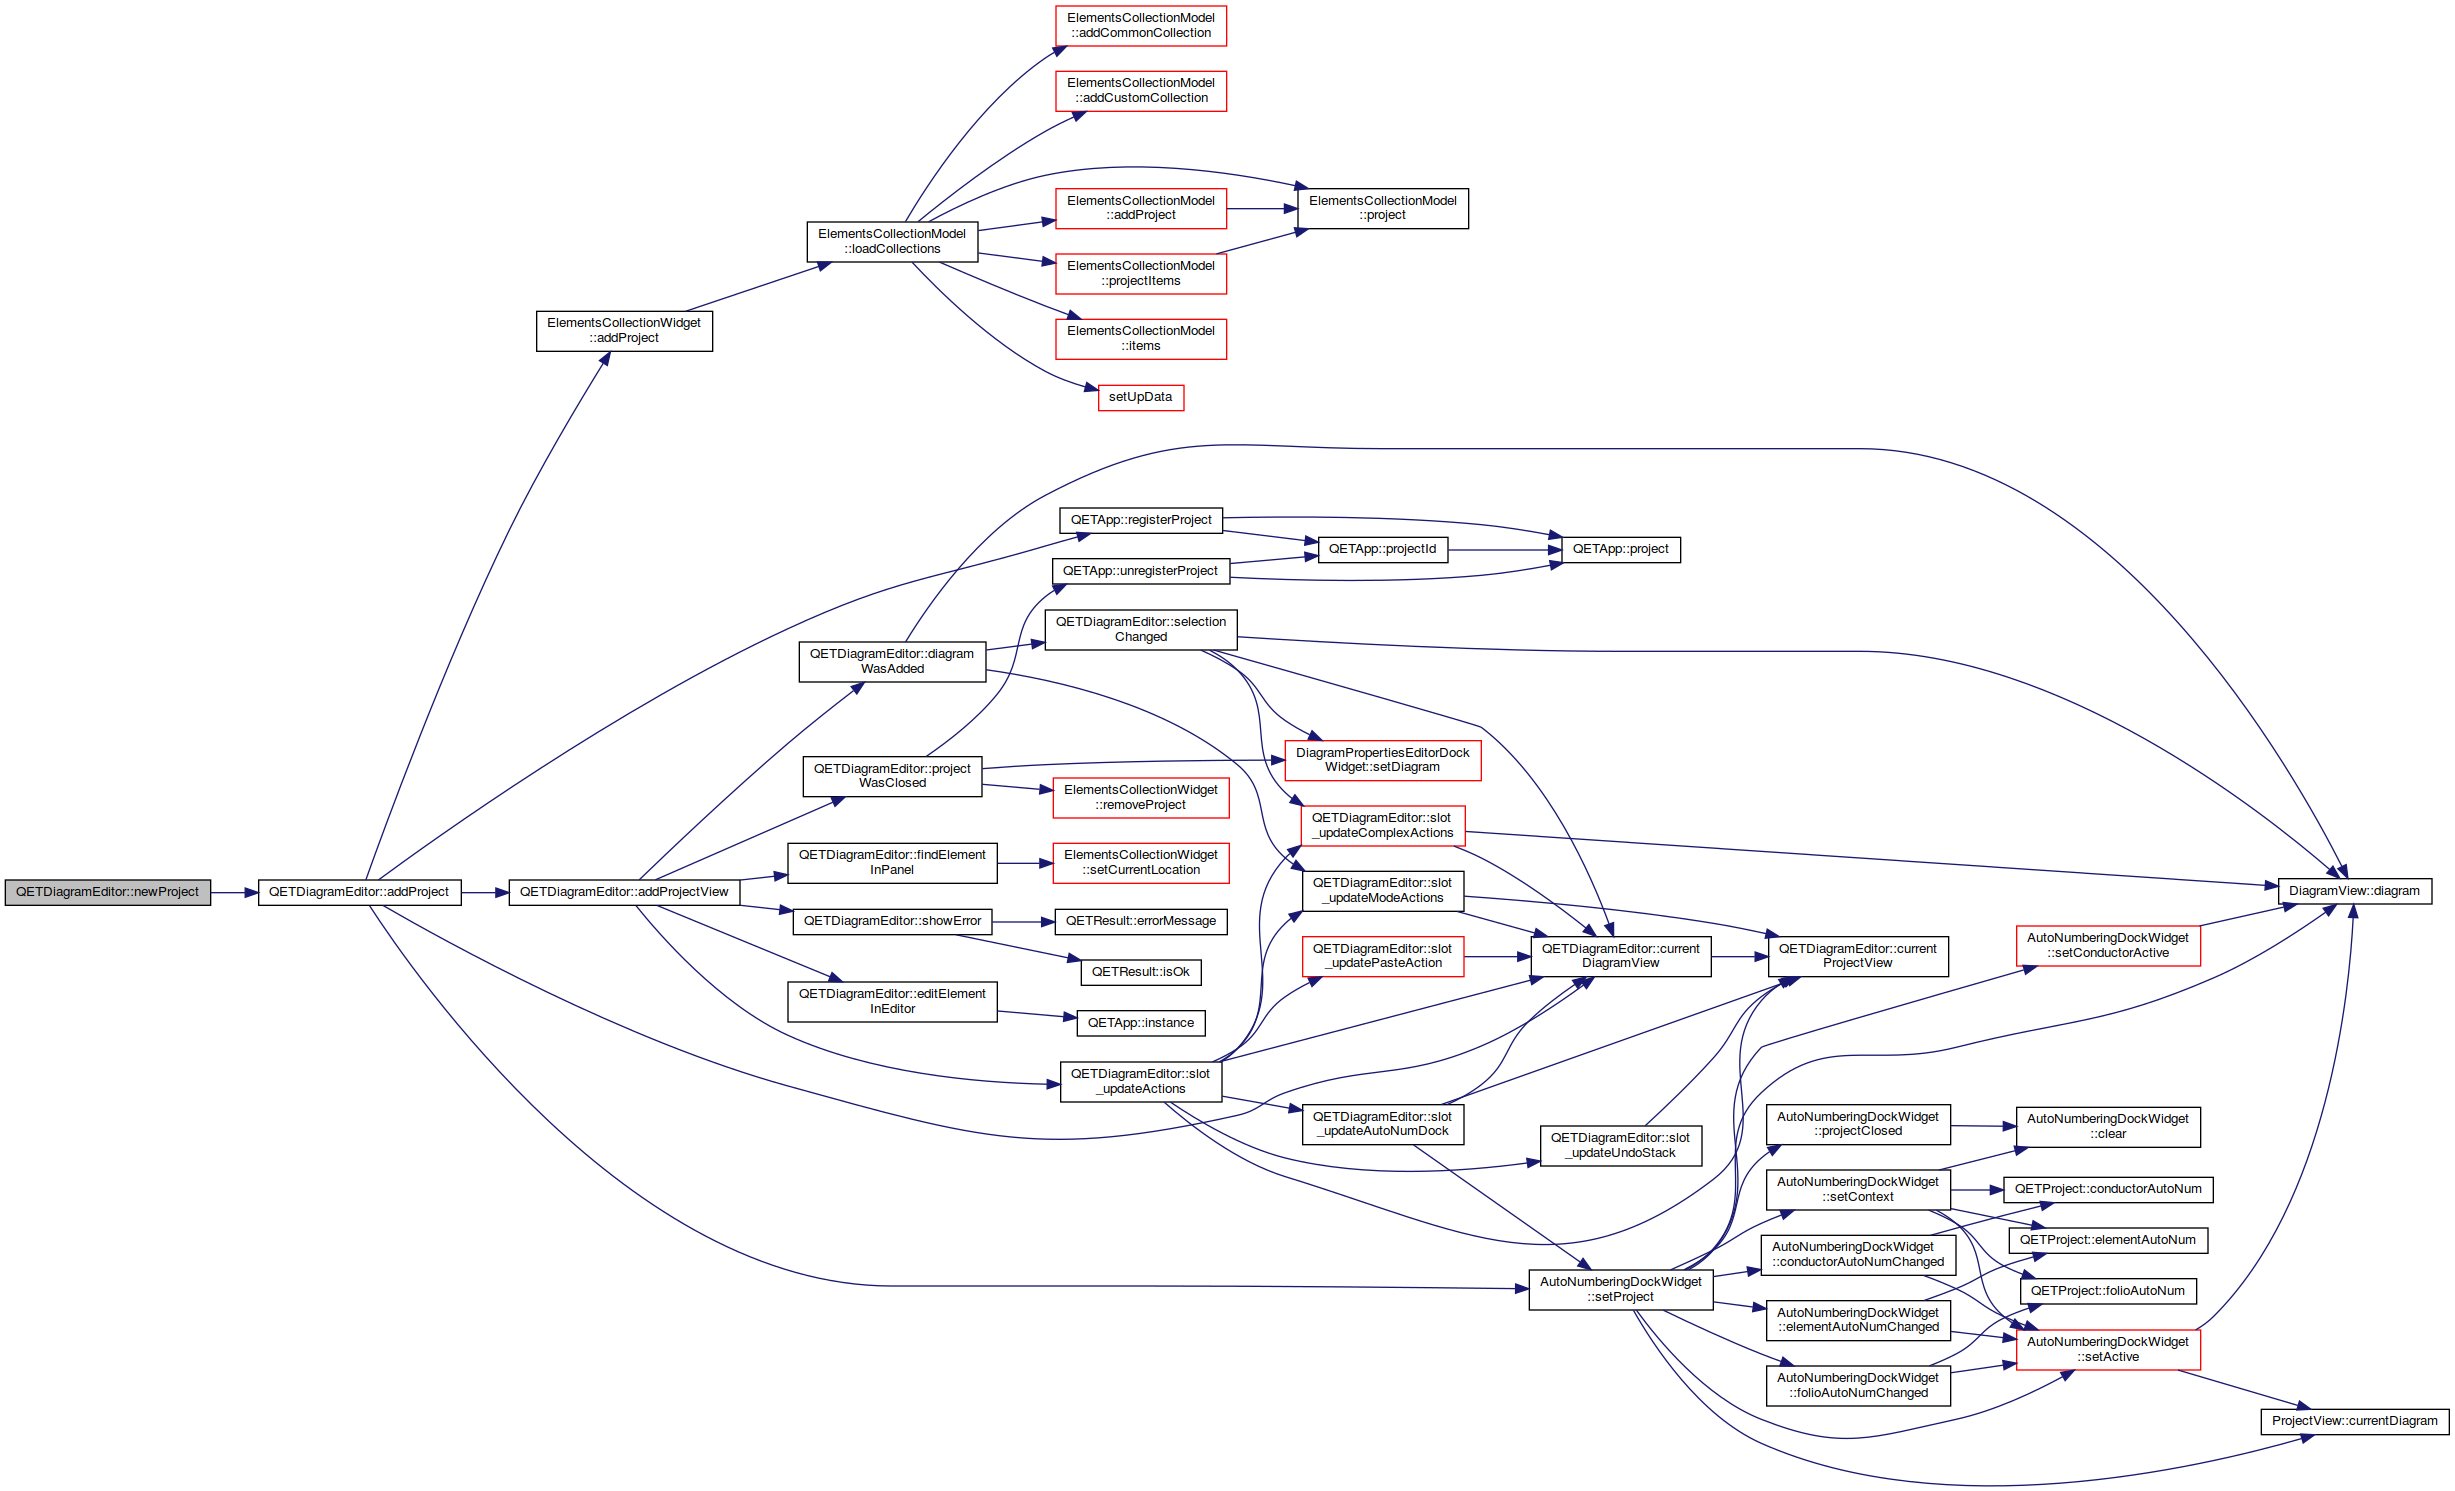 QETDiagramEditor::newProject
QETDiagramEditor::addProject
ElementsCollectionWidget
::addProject
QETDiagramEditor::addProjectView
ElementsCollectionModel
::loadCollections
QETDiagramEditor::diagram
WasAdded
QETDiagramEditor::project
WasClosed
QETDiagramEditor::findElement
InPanel
QETDiagramEditor::showError
QETDiagramEditor::editElement
InEditor
ElementsCollectionModel
::addCommonCollection
ElementsCollectionModel
::addCustomCollection
ElementsCollectionModel
::addProject
ElementsCollectionModel
::projectItems
ElementsCollectionModel
::items
setUpData
QETApp::registerProject
QETApp::unregisterProject
QETDiagramEditor::selection
Changed
ElementsCollectionWidget
::removeProject
ElementsCollectionWidget
::setCurrentLocation
QETResult::errorMessage
QETResult::isOk
QETApp::instance
QETDiagramEditor::slot
_updateActions
ElementsCollectionModel
::project
QETApp::projectId
DiagramPropertiesEditorDock
Widget::setDiagram
QETDiagramEditor::slot
_updateComplexActions
QETDiagramEditor::slot
_updateModeActions
QETDiagramEditor::slot
_updatePasteAction
QETDiagramEditor::slot
_updateAutoNumDock
QETApp::project
QETDiagramEditor::current
DiagramView
QETDiagramEditor::slot
_updateUndoStack
AutoNumberingDockWidget
::setProject
QETDiagramEditor::current
ProjectView
AutoNumberingDockWidget
::projectClosed
AutoNumberingDockWidget
::setContext
AutoNumberingDockWidget
::conductorAutoNumChanged
AutoNumberingDockWidget
::elementAutoNumChanged
AutoNumberingDockWidget
::folioAutoNumChanged
AutoNumberingDockWidget
::setConductorActive
AutoNumberingDockWidget
::clear
QETProject::conductorAutoNum
QETProject::elementAutoNum
QETProject::folioAutoNum
AutoNumberingDockWidget
::setActive
DiagramView::diagram
ProjectView::currentDiagram